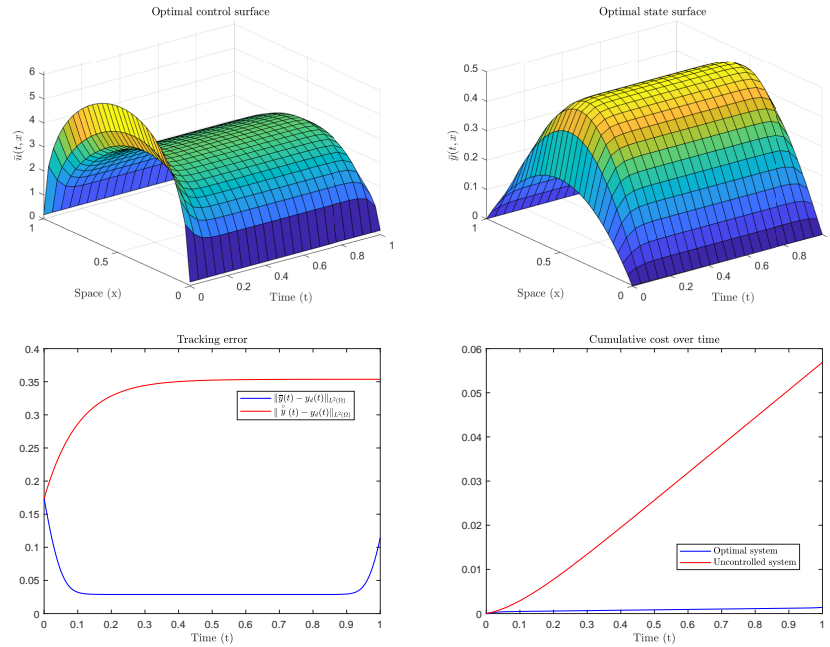 Optimal control surface
6
5
4
3
2
1
0
ū(t, x)
1
0.5
0
Space (x)
0
0.2
0.4
0.6
0.8
1
Time (t)
Optimal state surface
0.5
0.4
0.3
0.2
0.1
0
ȳ(t, x)
1
0.5
0
Space (x)
0
0.2
0.4
0.6
0.8
1
Time (t)
Tracking error
0.4
0.35
0.3
0.25
0.2
0.15
0.1
0.05
0
‖ȳ(t) − y_d(t)‖_{L²(Ω)}
‖ẙ (t) − y_d(t)‖_{L²(Ω)}
0 0.1 0.2 0.3 0.4 0.5 0.6 0.7 0.8 0.9 1
Time (t)
Cumulative cost over time
0.06
0.05
0.04
0.03
0.02
0.01
0
Optimal system
Uncontrolled system
0 0.1 0.2 0.3 0.4 0.5 0.6 0.7 0.8 0.9 1
Time (t)